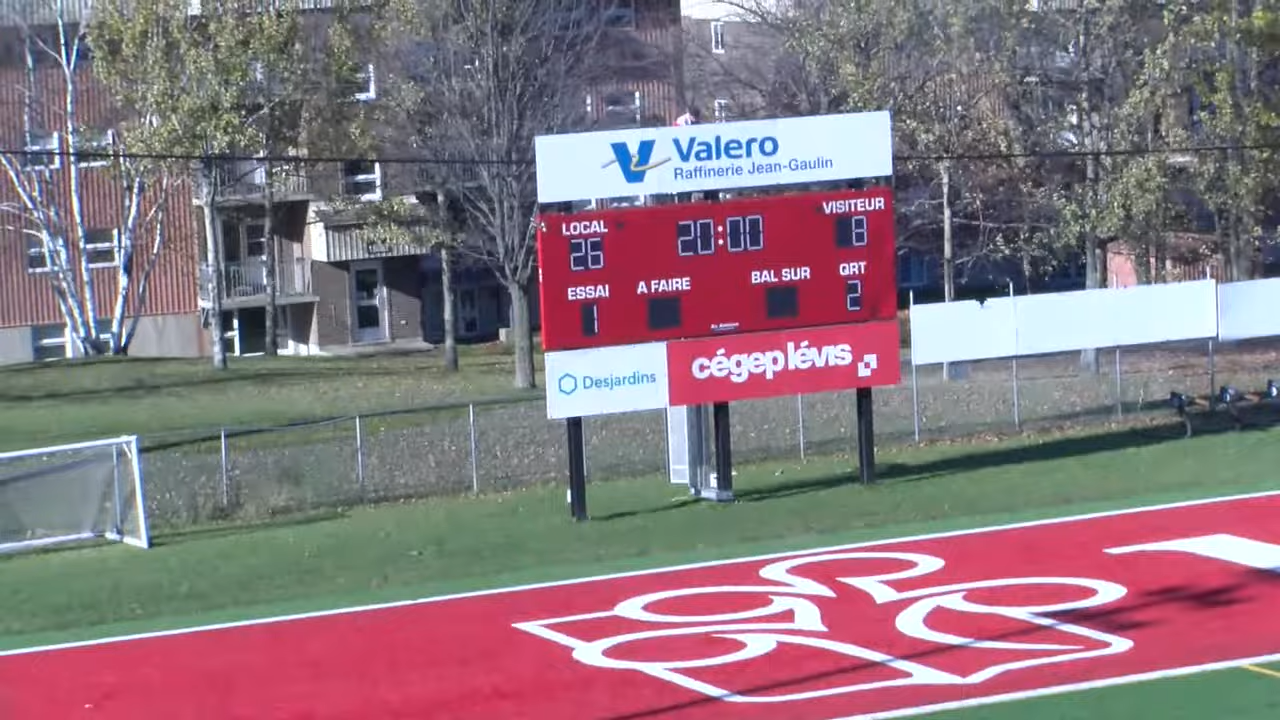 Valero
Raffinerie Jean-Gaulin
LOCAL 20:00 VISITEUR
26 8
ESSAI A FAIRE BAL SUR QRT
1 2
Desjardins
cégep lévis